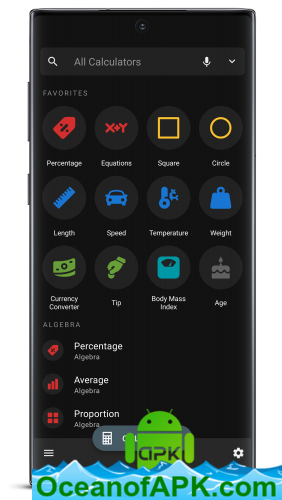 All Calculators
FAVORITES
X+Y
Percentage Equations Square Circle
Length Speed Temperature Weight
Currency Converter Tip Body Mass Index Age
ALGEBRA
Percentage
Algebra
Average
Algebra
Proportion
Algebra
APK
OceanofAPK.com